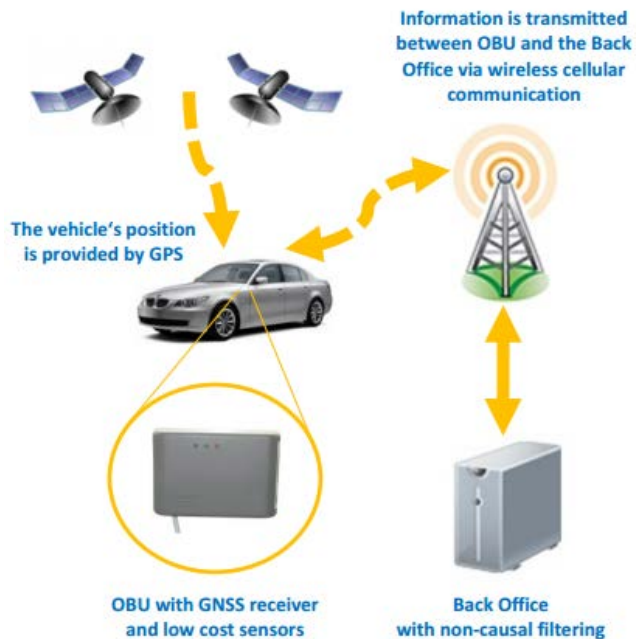 Information is transmitted
between OBU and the Back
Office via wireless cellular
communication
The vehicle's position
is provided by GPS
OBU with GNSS receiver
and low cost sensors
Back Office
with non-causal filtering